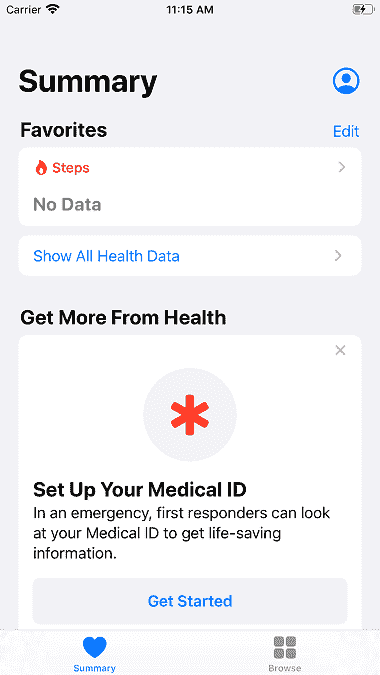 Carrier 11:15 AM
Summary
Favorites Edit
Steps
No Data
Show All Health Data
Get More From Health
Set Up Your Medical ID
In an emergency, first responders can look
at your Medical ID to get life-saving
information.
Get Started
Summary Browse